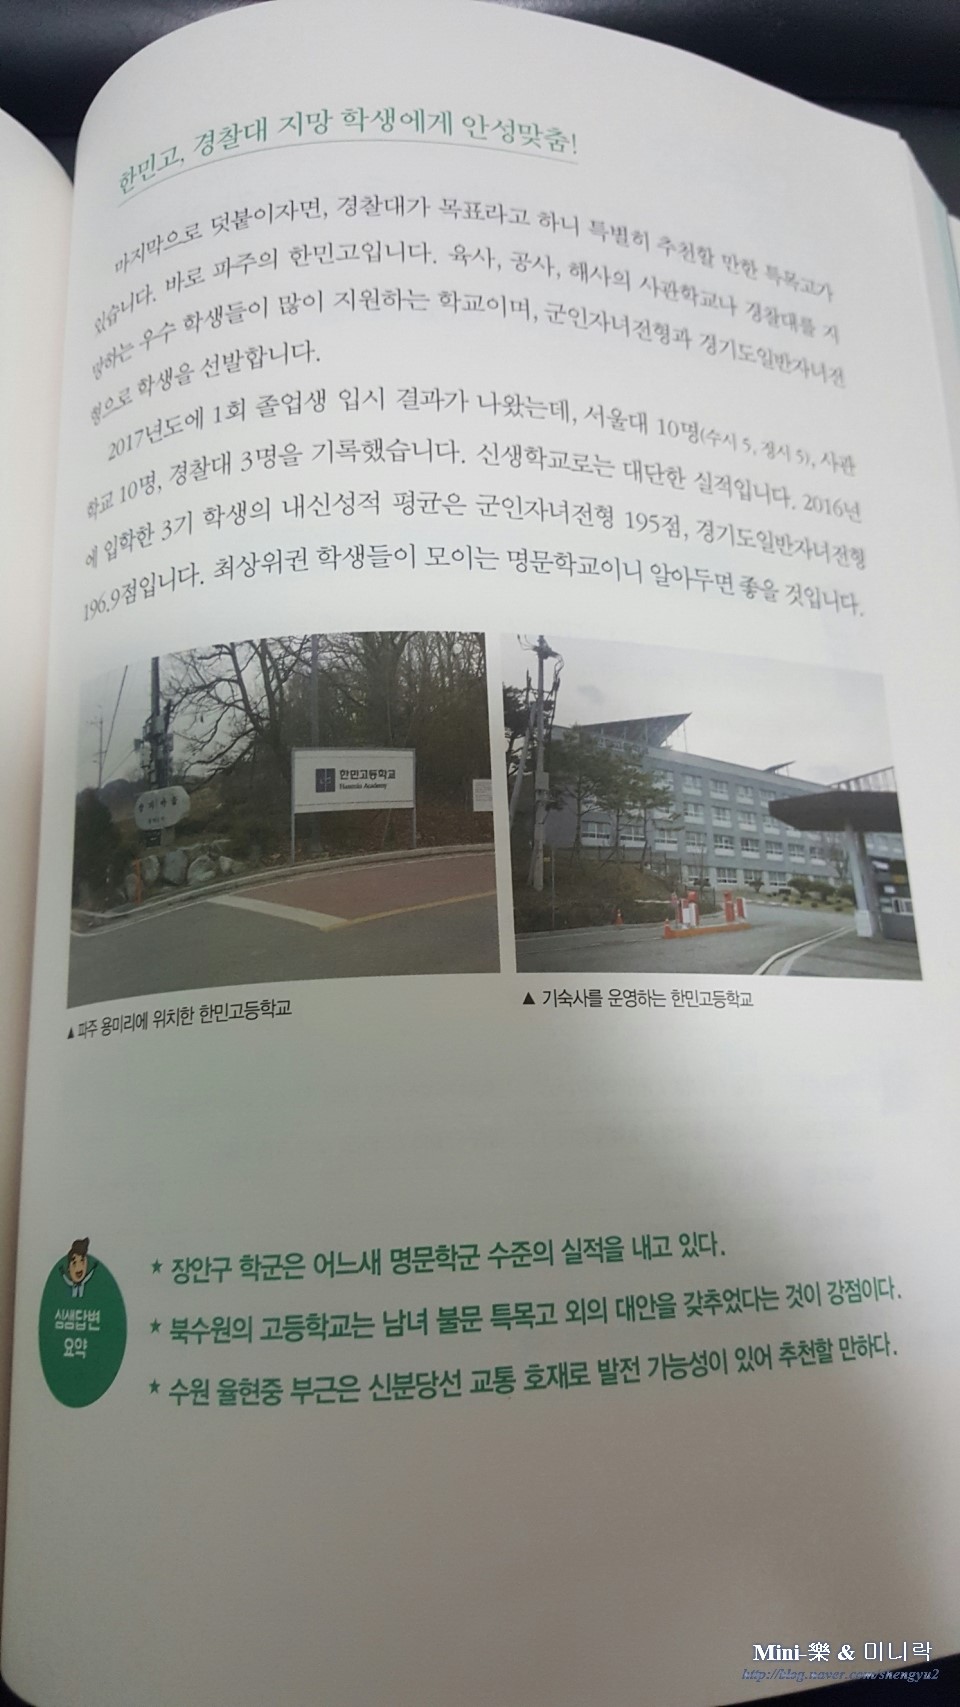 한민고, 경찰대 지망 학생에게 안성맞춤!
마지막으로 덧붙이자면, 경찰대가 목표라고 하니 특별히 추천할 만한 특목고가
있습니다. 바로 파주의 한민고입니다. 육사, 공사, 해사의 사관학교나 경찰대를 지
망하는 우수 학생들이 많이 지원하는 학교이며, 군인자녀전형과 경기도일반자녀전
형으로 학생을 선발합니다.
2017년도에 1회 졸업생 입시 결과가 나왔는데, 서울대 10명(수시 5, 정시 5), 사관
학교 10명, 경찰대 3명을 기록했습니다. 신생학교로는 대단한 실적입니다. 2016년
에 입학한 3기 학생의 내신성적 평균은 군인자녀전형 195점, 경기도일반자녀전형
196.9점입니다. 최상위권 학생들이 모이는 명문학교이니 알아두면 좋을 것입니다.
한민고등학교
Hanmin Academy
▲ 파주 용미리에 위치한 한민고등학교
▲ 기숙사를 운영하는 한민고등학교
심쌤답변
요약
★ 장안구 학군은 어느새 명문학군 수준의 실적을 내고 있다.
★ 북수원의 고등학교는 남녀 불문 특목고 외의 대안을 갖추었다는 것이 강점이다.
★ 수원 율현중 부근은 신분당선 교통 호재로 발전 가능성이 있어 추천할 만하다.
Mini-樂 & 미니락
http://blog.naver.com/shengyu2